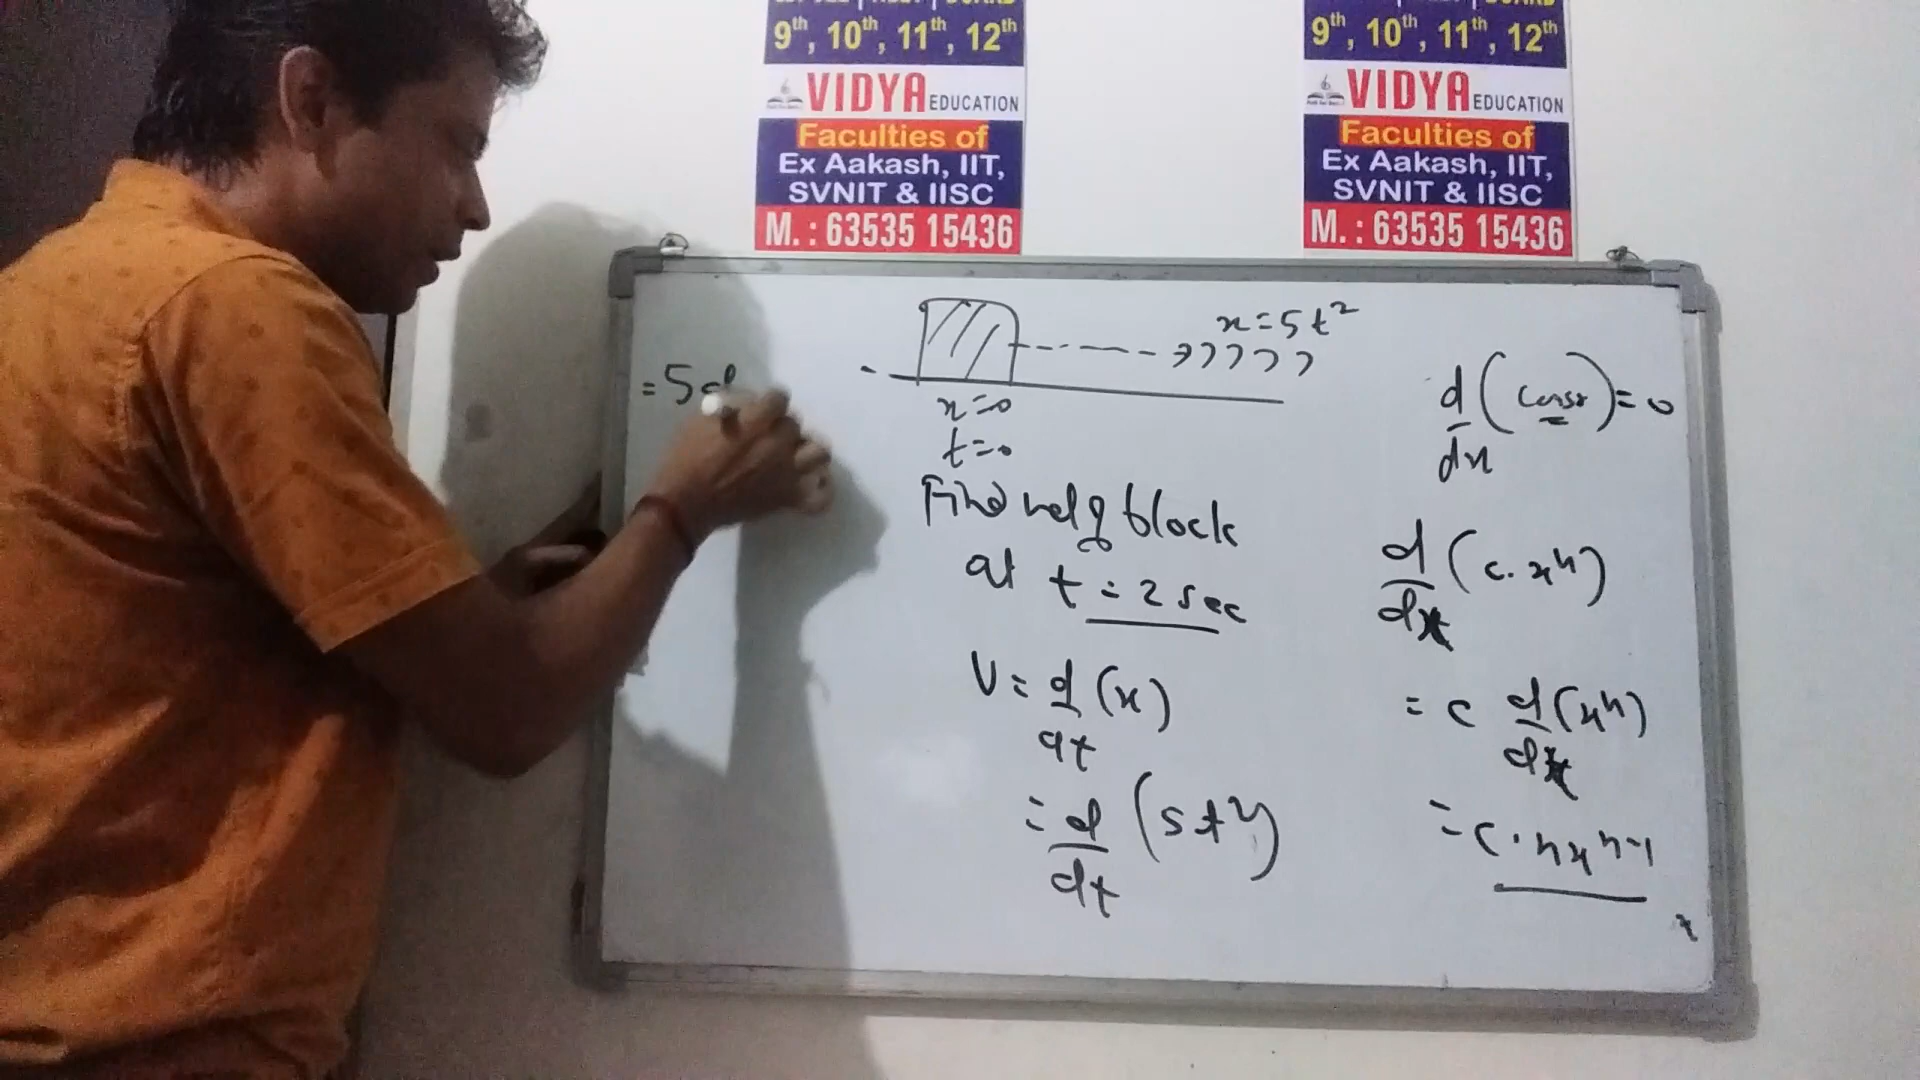 9th, 10th, 11th, 12th
VIDYA EDUCATION
Faculties of
Ex Aakash, IIT,
SVNIT & IISC
M. : 63535 15436
9th, 10th, 11th, 12th
VIDYA EDUCATION
Faculties of
Ex Aakash, IIT,
SVNIT & IISC
M. : 63535 15436
= 5 d
x = 5t²
x = 0
t = 0
Find vel of block
at t = 2 sec
V = d/dt (x)
= d/dt (5t²)
d/dx (const) = 0
d/dt (c.xⁿ)
= c d/dt (xⁿ)
= c.nxⁿ⁻¹